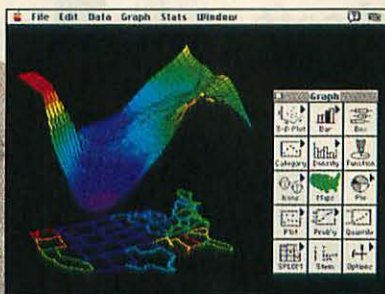 File Edit Data Graph Stats Window
Graph
3-D Plot Bar Box
Category Density Function
Icons Maps Pie
Plot Prob'y Quantile
SPLOM Stem Options